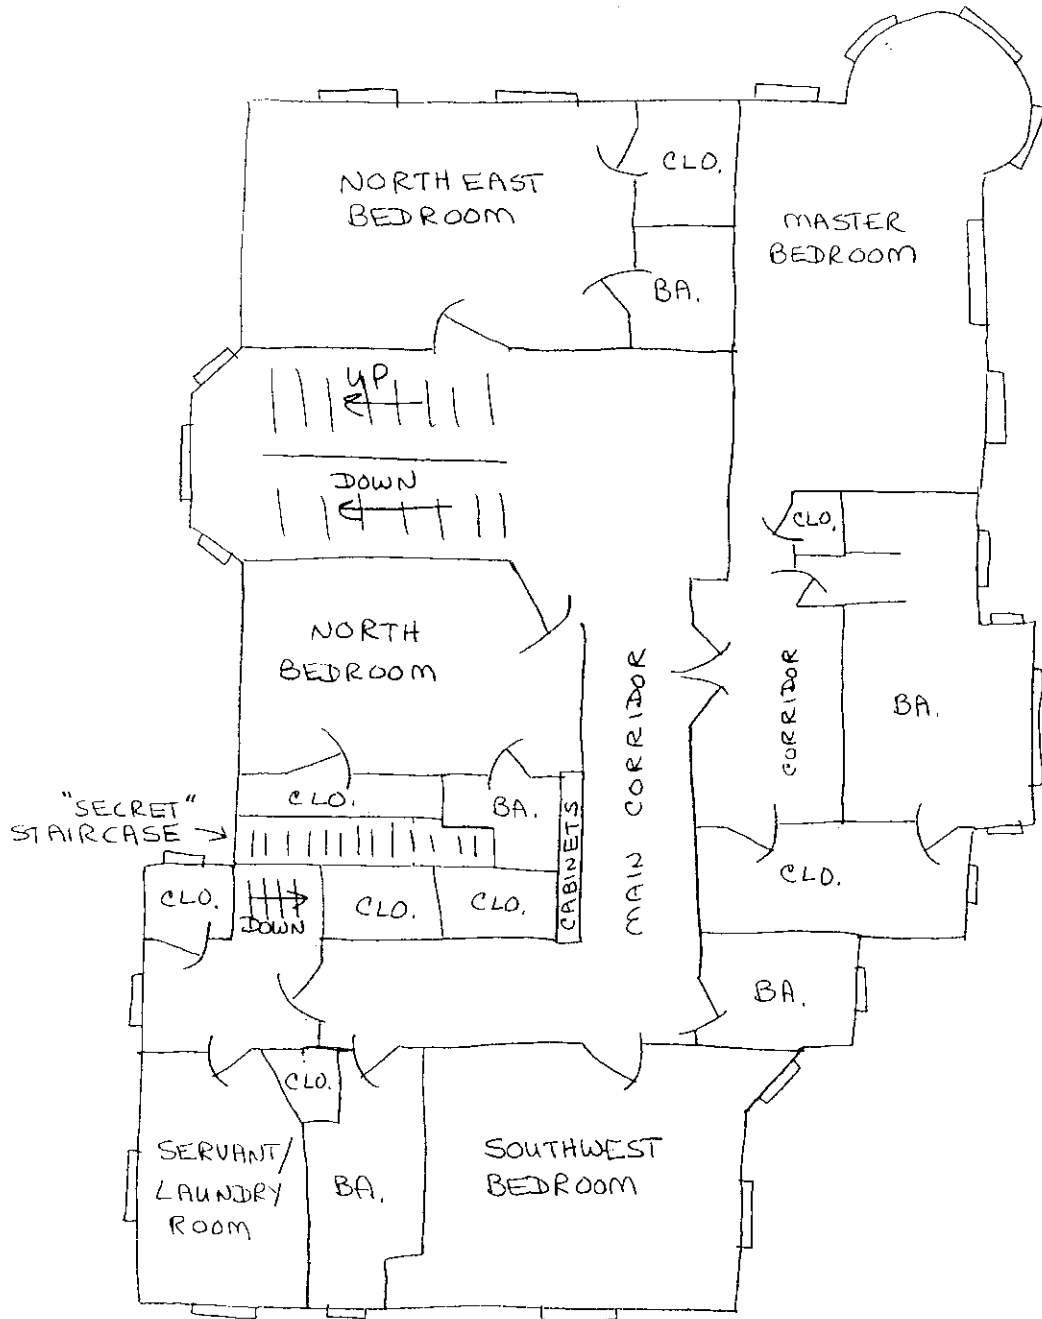 NORTH EAST
BEDROOM
CLO.
MASTER
BEDROOM
BA.
UP
DOWN
CLO.
NORTH
BEDROOM
MAIN CORRIDOR
CORRIDOR
BA.
"SECRET"
STAIRCASE
CLO.
BA.
CABINETS
CLO.
DOWN
CLO.
CLO.
CLO.
BA.
CLO.
SERVANT/
LAUNDRY
ROOM
BA.
SOUTHWEST
BEDROOM